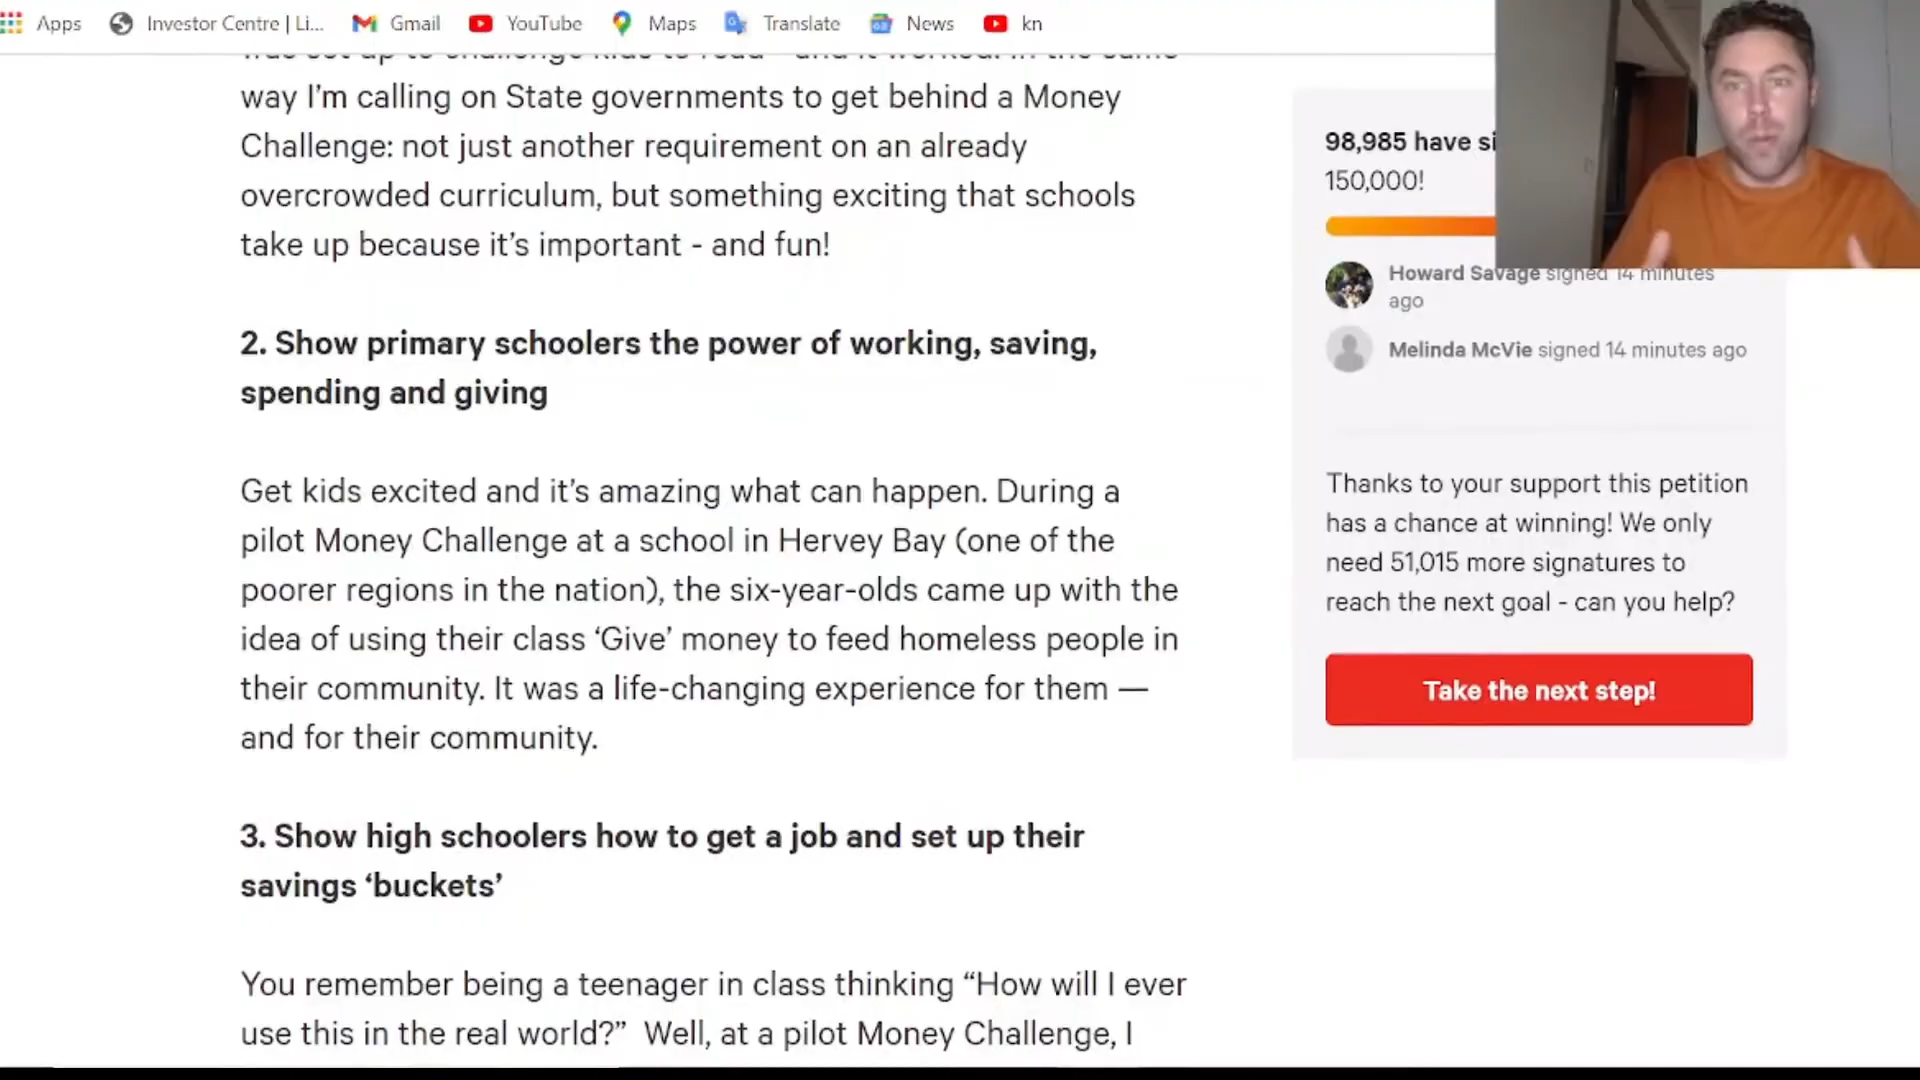 Apps Investor Centre | Li... Gmail YouTube Maps Translate News kn
way I’m calling on State governments to get behind a Money
Challenge: not just another requirement on an already
overcrowded curriculum, but something exciting that schools
take up because it’s important - and fun!
2. Show primary schoolers the power of working, saving,
spending and giving
Get kids excited and it’s amazing what can happen. During a
pilot Money Challenge at a school in Hervey Bay (one of the
poorer regions in the nation), the six-year-olds came up with the
idea of using their class ‘Give’ money to feed homeless people in
their community. It was a life-changing experience for them —
and for their community.
3. Show high schoolers how to get a job and set up their
savings ‘buckets’
You remember being a teenager in class thinking “How will I ever
use this in the real world?” Well, at a pilot Money Challenge, I
98,985 have si
150,000!
Howard Savage signed 14 minutes
ago
Melinda McVie signed 14 minutes ago
Thanks to your support this petition
has a chance at winning! We only
need 51,015 more signatures to
reach the next goal - can you help?
Take the next step!